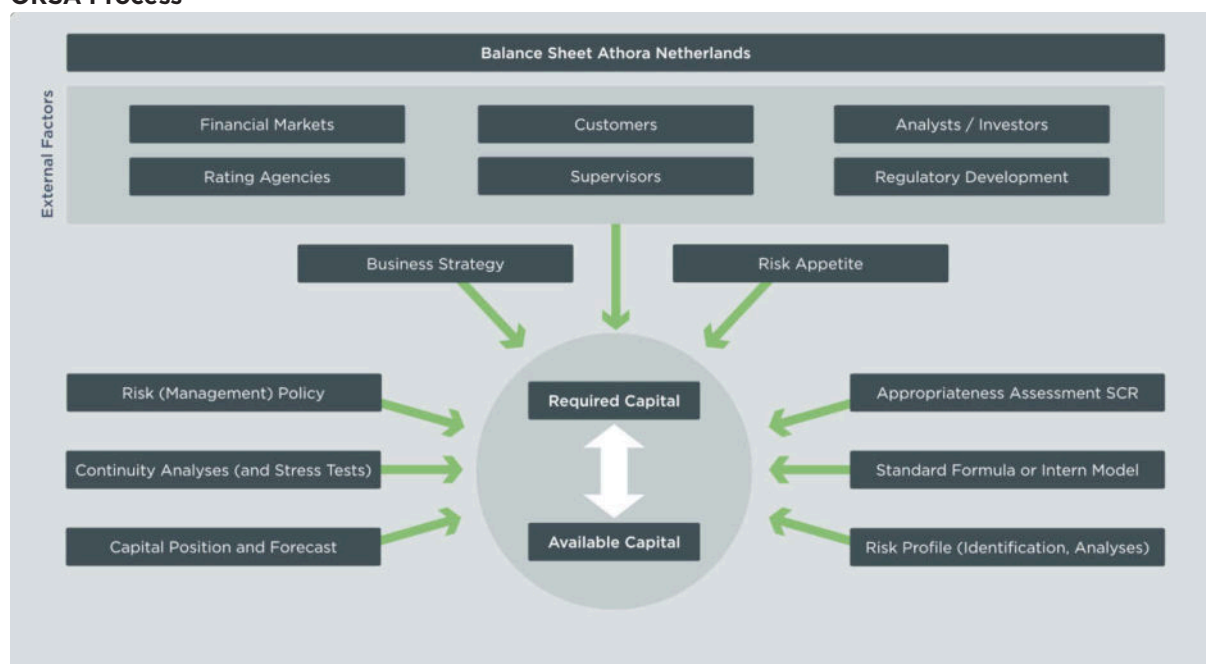 ORSA Process
Balance Sheet Athora Netherlands
External Factors
Financial Markets
Customers
Analysts / Investors
Rating Agencies
Supervisors
Regulatory Development
Business Strategy
Risk Appetite
Risk (Management) Policy
Required Capital
Appropriateness Assessment SCR
Continuity Analyses (and Stress Tests)
Standard Formula or Intern Model
Capital Position and Forecast
Available Capital
Risk Profile (Identification, Analyses)